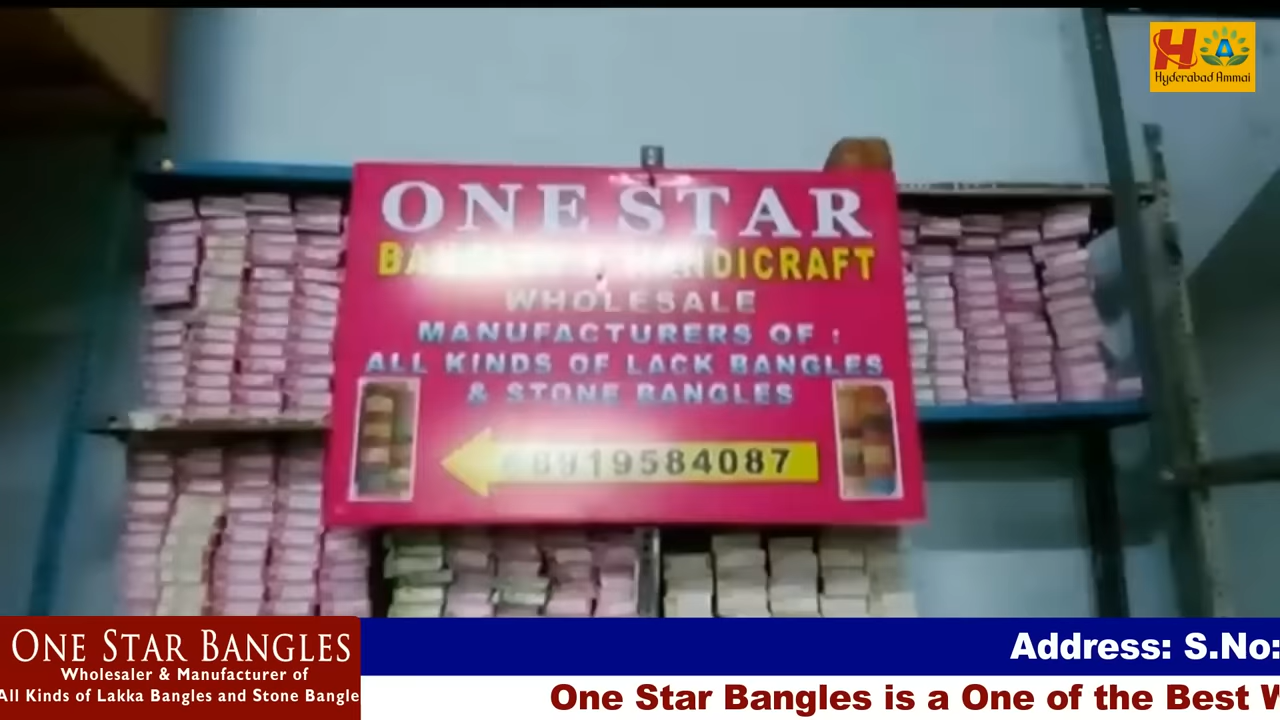 H A
Hyderabad Ammai
ONE STAR
HANDICRAFT
WHOLESALE
MANUFACTURERS OF :
ALL KINDS OF LACK BANGLES
& STONE BANGLES
8919584087
ONE STAR BANGLES
Wholesaler & Manufacturer of
All Kinds of Lakka Bangles and Stone Bangle
Address: S.No:
One Star Bangles is a One of the Best W